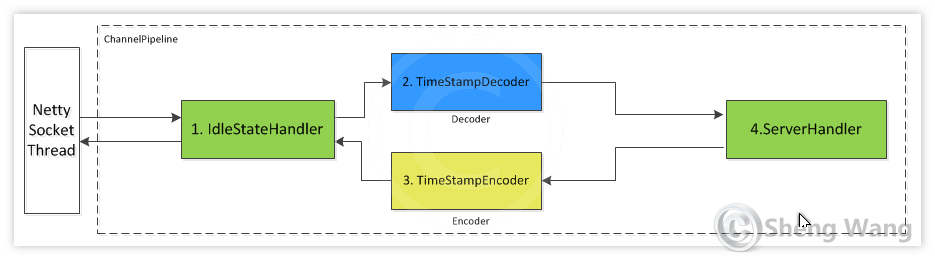 ChannelPipeline
Netty
Socket
Thread
1. IdleStateHandler
2. TimeStampDecoder
Decoder
3. TimeStampEncoder
Encoder
4.ServerHandler
© Sheng Wang